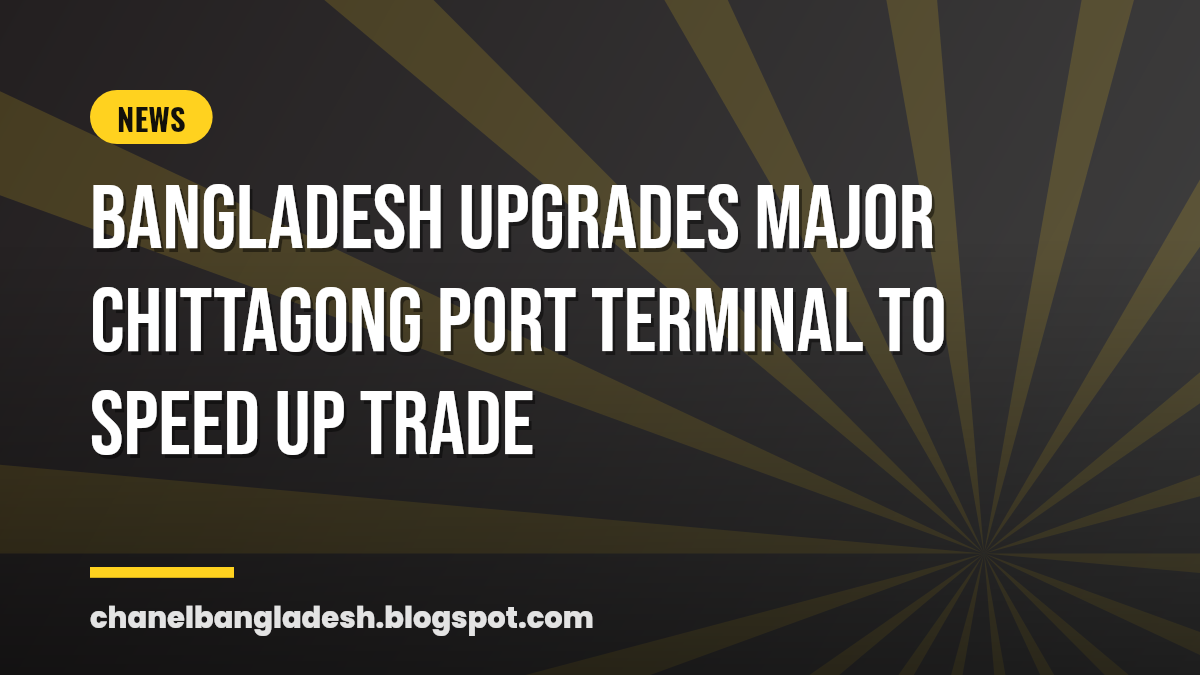 NEWS
BANGLADESH UPGRADES MAJOR
CHITTAGONG PORT TERMINAL TO
SPEED UP TRADE
chanelbangladesh.blogspot.com